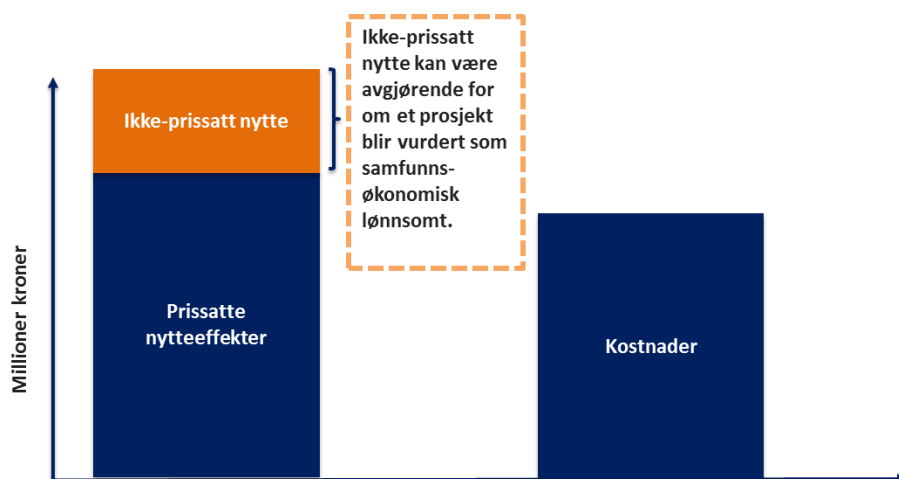 Ikke-prissatt
nytte kan være
avgjørende for
om et prosjekt
blir vurdert som
samfunns-
økonomisk
lønnsomt.
Ikke-prissatt nytte
Prissatte
nytteeffekter
Kostnader
Millioner kroner